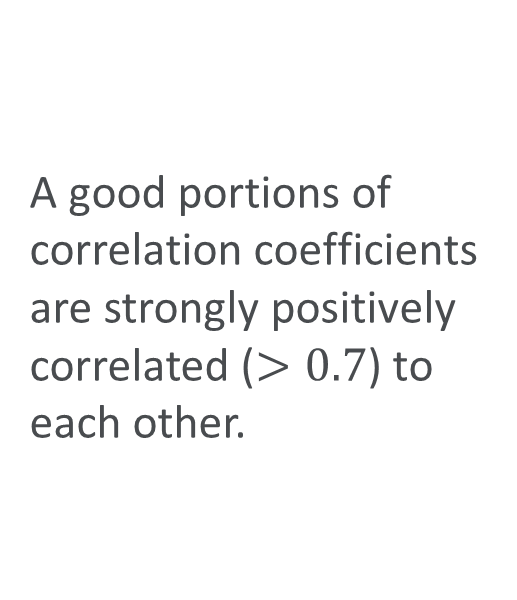 A good portions of
correlation coefficients
are strongly positively
correlated (> 0.7) to
each other.